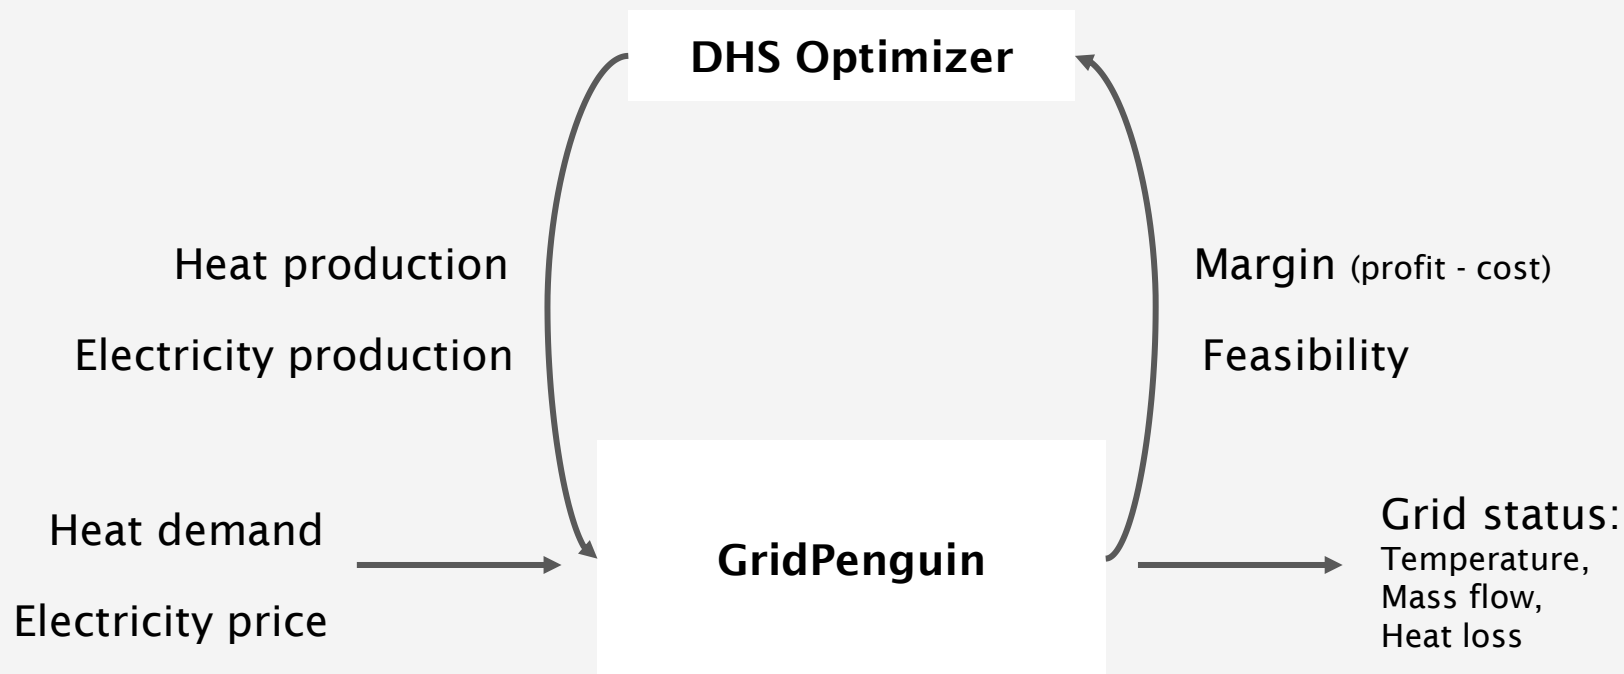 DHS Optimizer
Heat production
Electricity production
Margin (profit - cost)
Feasibility
Heat demand
Electricity price
GridPenguin
Grid status:
Temperature,
Mass flow,
Heat loss